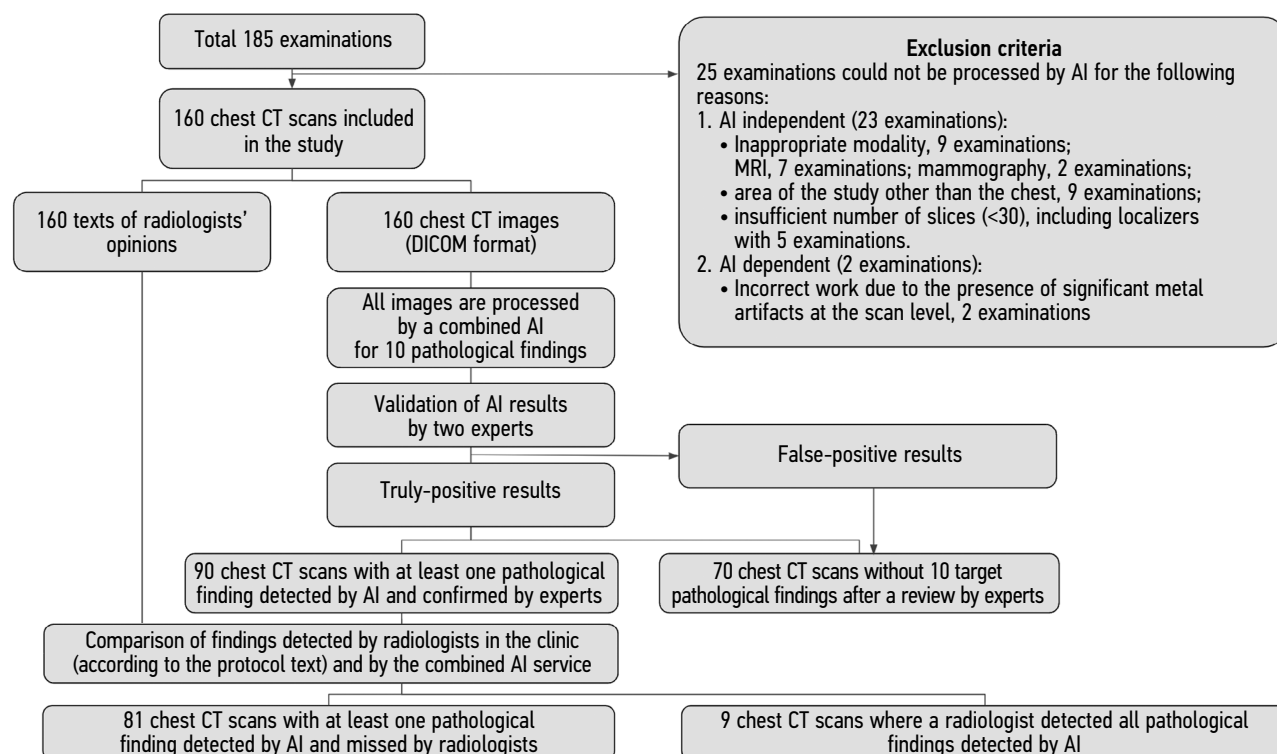 Total 185 examinations
Exclusion criteria
25 examinations could not be processed by AI for the following
reasons:
1. AI independent (23 examinations):
• Inappropriate modality, 9 examinations;
MRI, 7 examinations; mammography, 2 examinations;
• area of the study other than the chest, 9 examinations;
• insufficient number of slices (<30), including localizers
with 5 examinations.
2. AI dependent (2 examinations):
• Incorrect work due to the presence of significant metal
artifacts at the scan level, 2 examinations
160 chest CT scans included
in the study
160 texts of radiologists’
opinions
160 chest CT images
(DICOM format)
All images are processed
by a combined AI
for 10 pathological findings
Validation of AI results
by two experts
False-positive results
Truly-positive results
90 chest CT scans with at least one pathological
finding detected by AI and confirmed by experts
70 chest CT scans without 10 target
pathological findings after a review by experts
Comparison of findings detected by radiologists in the clinic
(according to the protocol text) and by the combined AI service
81 chest CT scans with at least one pathological
finding detected by AI and missed by radiologists
9 chest CT scans where a radiologist detected all pathological
findings detected by AI